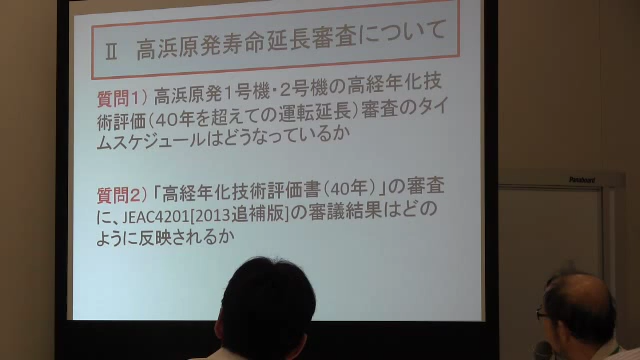 Ⅱ 高浜原発寿命延長審査について
質問１）高浜原発１号機・２号機の高経年化技
術評価（４０年を超えての運転延長）審査のタイ
ムスケジュールはどうなっているか
質問２）「高経年化技術評価書（４０年）」の審査
に、JEAC4201[2013追補版]の審議結果はどの
ように反映されるか